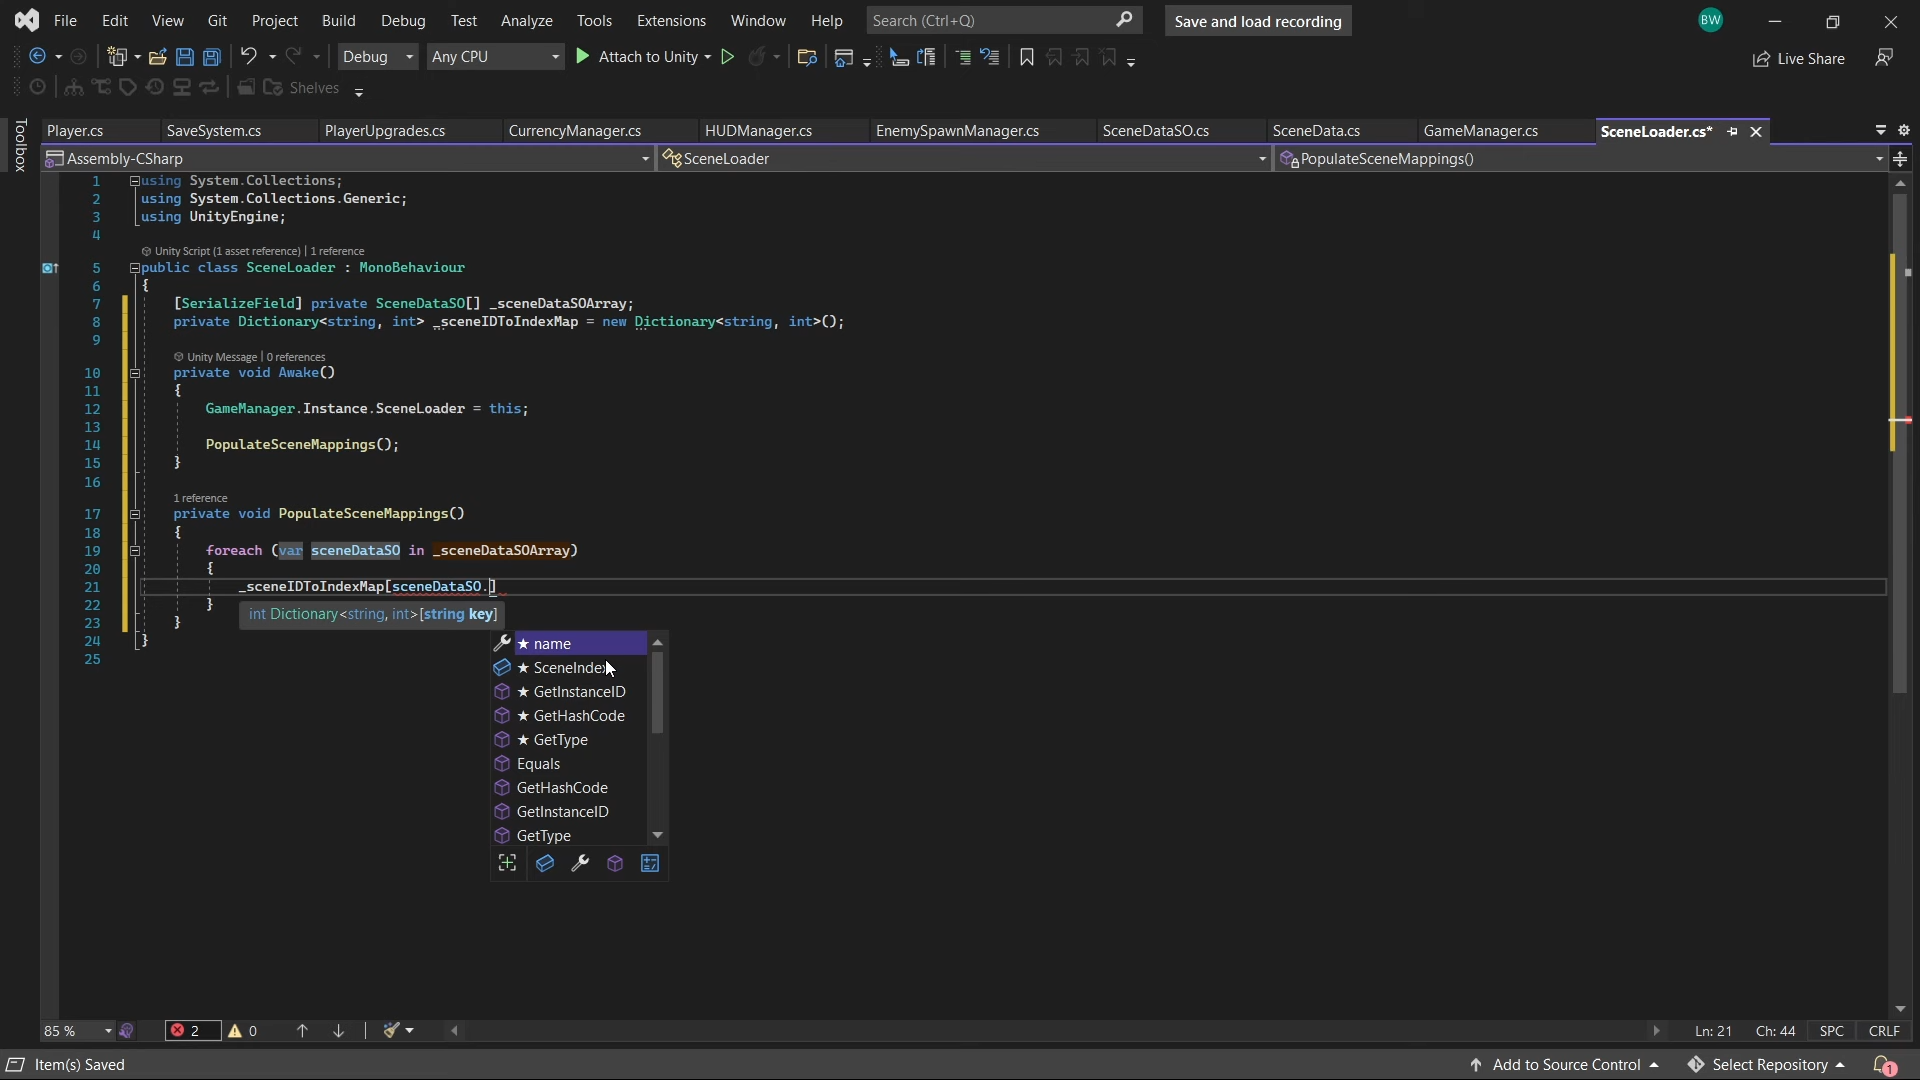 File Edit View Git Project Build Debug Test Analyze Tools Extensions Window Help Search (Ctrl+Q) Save and load recording BW
Debug Any CPU Attach to Unity Live Share
Shelves
Toolbox
Player.cs SaveSystem.cs PlayerUpgrades.cs CurrencyManager.cs HUDManager.cs EnemySpawnManager.cs SceneDataSO.cs SceneData.cs GameManager.cs SceneLoader.cs*
Assembly-CSharp SceneLoader PopulateSceneMappings()
1 using System.Collections;
2 using System.Collections.Generic;
3 using UnityEngine;
4
Unity Script (1 asset reference) | 1 reference
5 public class SceneLoader : MonoBehaviour
6 {
7 [SerializeField] private SceneDataSO[] _sceneDataSOArray;
8 private Dictionary<string, int> _sceneIDToIndexMap = new Dictionary<string, int>();
9
Unity Message | 0 references
10 private void Awake()
11 {
12 GameManager.Instance.SceneLoader = this;
13
14 PopulateSceneMappings();
15 }
16
1 reference
17 private void PopulateSceneMappings()
18 {
19 foreach (var sceneDataSO in _sceneDataSOArray)
20 {
21 _sceneIDToIndexMap[sceneDataSO.]
22 }
int Dictionary<string, int>[string key]
23 }
24 }
25
★ name
★ SceneIndex
★ GetInstanceID
★ GetHashCode
★ GetType
Equals
GetHashCode
GetInstanceID
GetType
85 % 2 0 Ln: 21 Ch: 44 SPC CRLF
Item(s) Saved Add to Source Control Select Repository 1